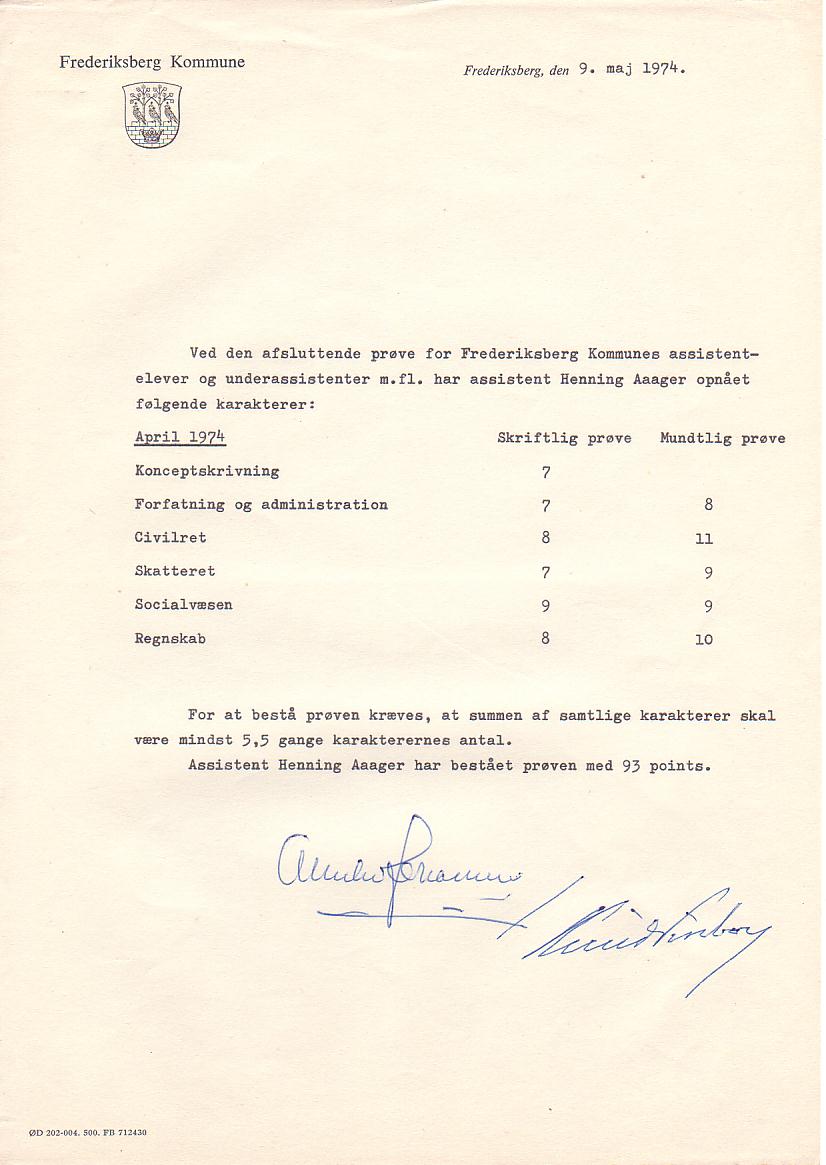 Frederiksberg Kommune
Frederiksberg, den 9. maj 1974.
Ved den afsluttende prøve for Frederiksberg Kommunes assistent-
elever og underassistenter m.fl. har assistent Henning Aaager opnået
følgende karakterer:
April 1974 Skriftlig prøve Mundtlig prøve
Konceptskrivning 7
Forfatning og administration 7 8
Civilret 8 11
Skatteret 7 9
Socialvæsen 9 9
Regnskab 8 10
For at bestå prøven kræves, at summen af samtlige karakterer skal
være mindst 5,5 gange karakterernes antal.
Assistent Henning Aaager har bestået prøven med 93 points.
ØD 202-004. 500. FB 712430